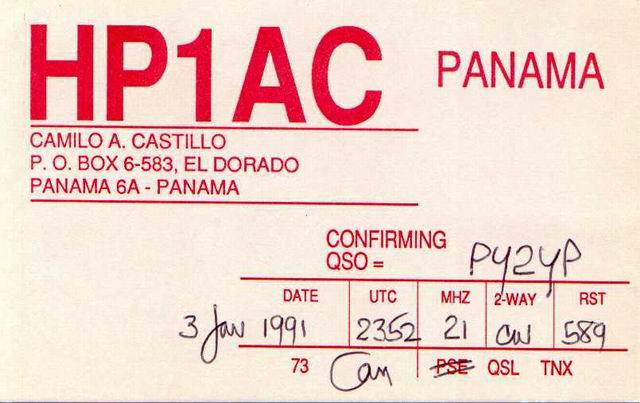 HP1AC PANAMA
CAMILO A. CASTILLO
P. O. BOX 6-583, EL DORADO
PANAMA 6A - PANAMA
CONFIRMING
QSO = PY2YP
DATE UTC MHZ 2-WAY RST
3 Jan 1991 2352 21 CW 589
73 Cam PSE QSL TNX